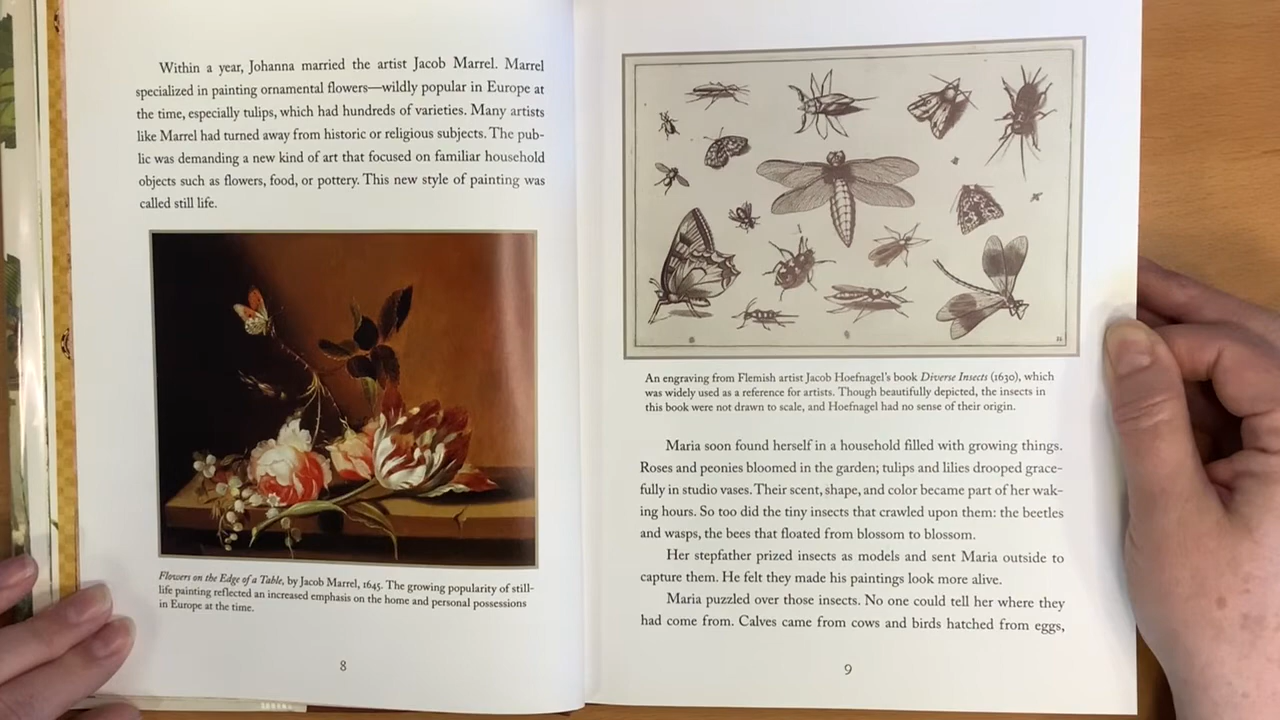 Within a year, Johanna married the artist Jacob Marrel. Marrel
specialized in painting ornamental flowers—wildly popular in Europe at
the time, especially tulips, which had hundreds of varieties. Many artists
like Marrel had turned away from historic or religious subjects. The pub-
lic was demanding a new kind of art that focused on familiar household
objects such as flowers, food, or pottery. This new style of painting was
called still life.
Flowers on the Edge of a Table, by Jacob Marrel, 1645. The growing popularity of still-
life painting reflected an increased emphasis on the home and personal possessions
in Europe at the time.
8
An engraving from Flemish artist Jacob Hoefnagel's book Diverse Insects (1630), which
was widely used as a reference for artists. Though beautifully depicted, the insects in
this book were not drawn to scale, and Hoefnagel had no sense of their origin.
Maria soon found herself in a household filled with growing things.
Roses and peonies bloomed in the garden; tulips and lilies drooped grace-
fully in studio vases. Their scent, shape, and color became part of her wak-
ing hours. So too did the tiny insects that crawled upon them: the beetles
and wasps, the bees that floated from blossom to blossom.
Her stepfather prized insects as models and sent Maria outside to
capture them. He felt they made his paintings look more alive.
Maria puzzled over those insects. No one could tell her where they
had come from. Calves came from cows and birds hatched from eggs,
9